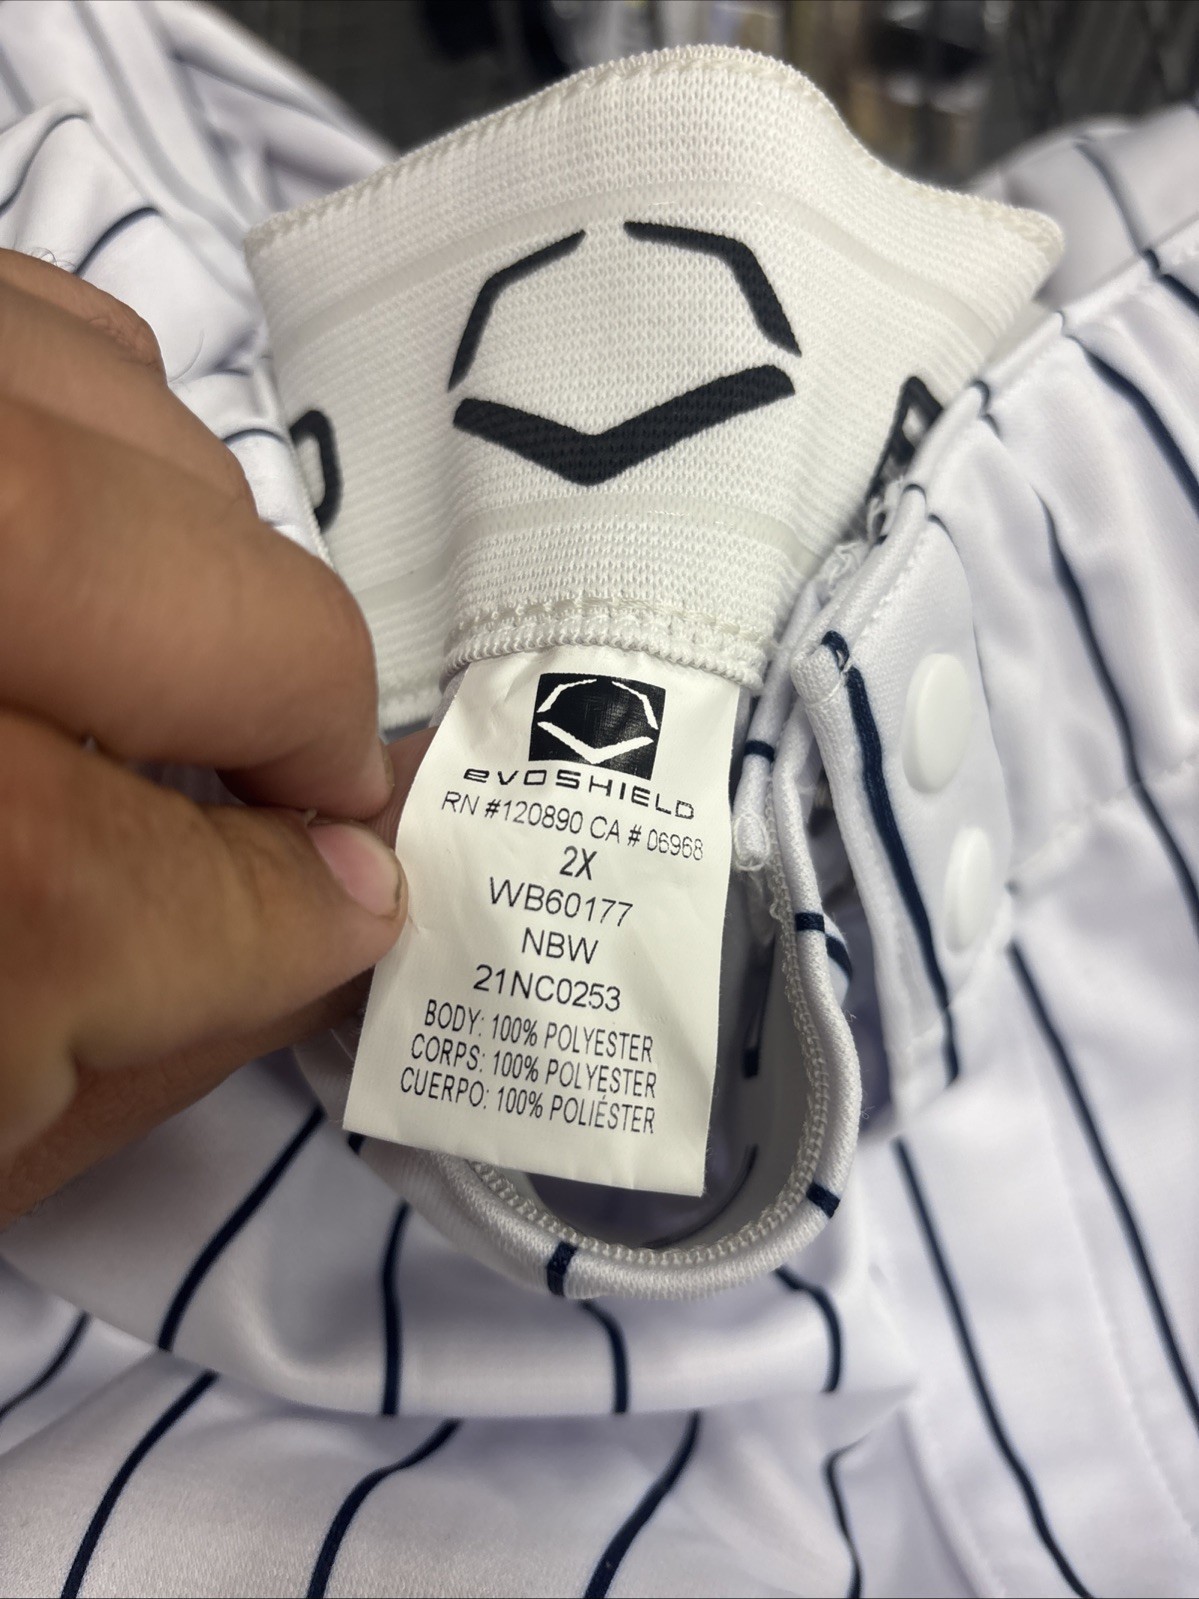 evoSHIELD
RN #120890 CA # 06968
2X
WB60177
NBW
21NC0253
BODY: 100% POLYESTER
CORPS: 100% POLYESTER
CUERPO: 100% POLIÉSTER